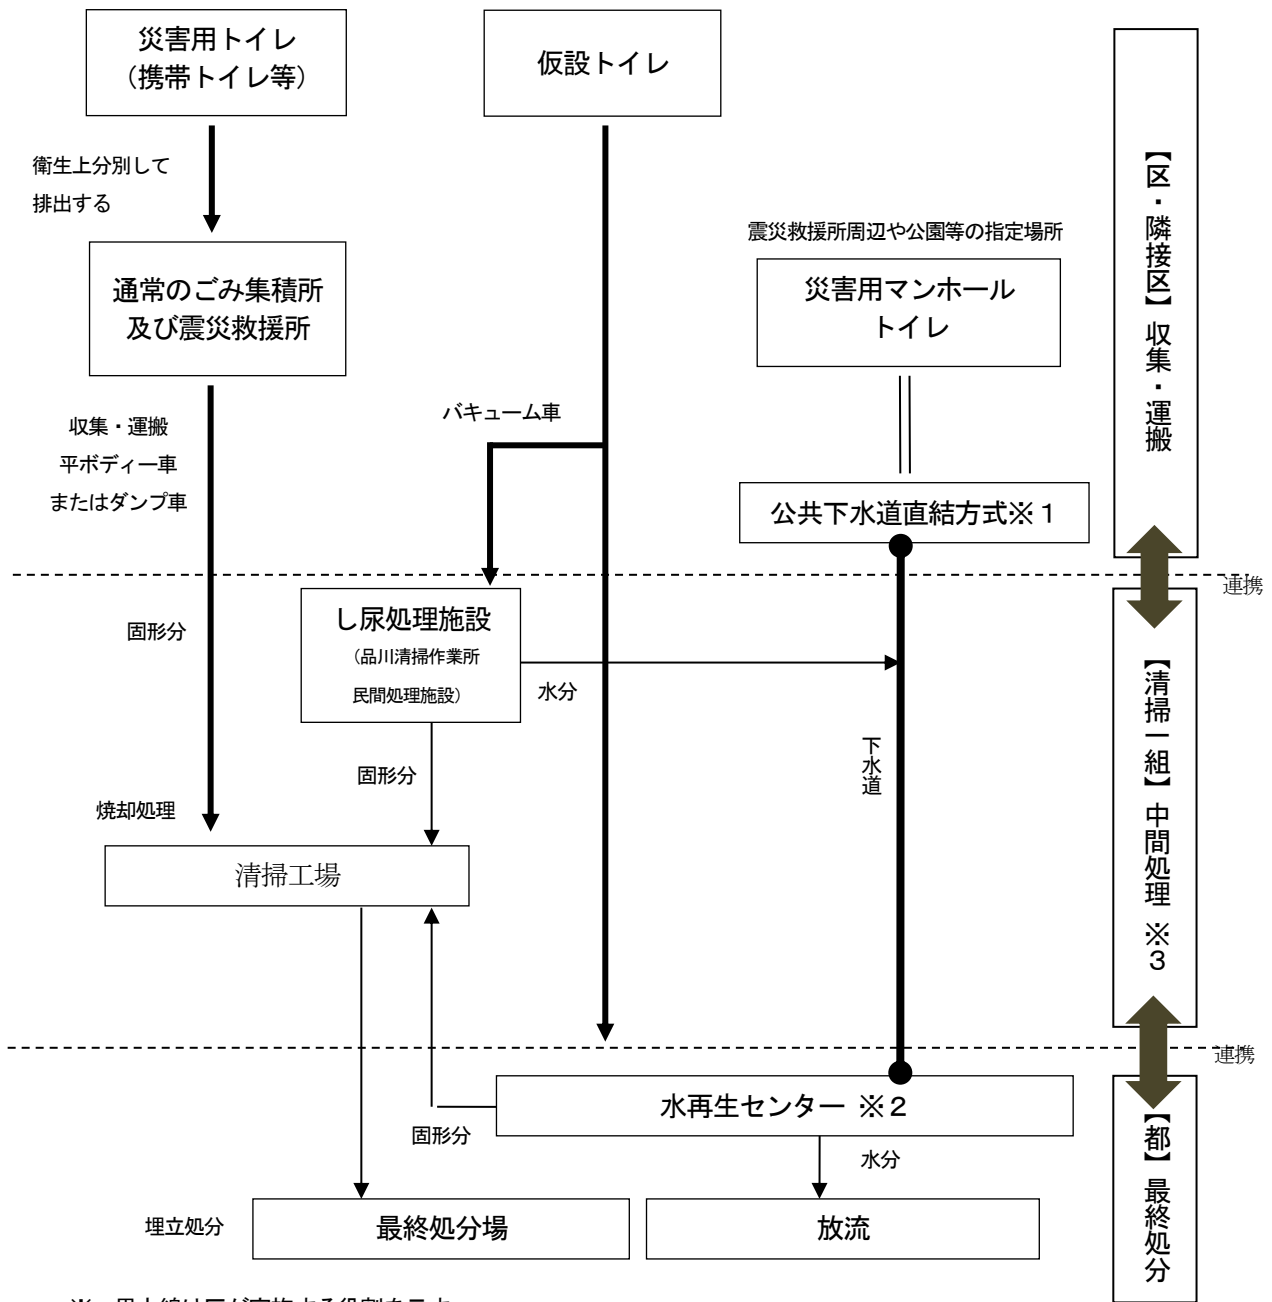 災害用トイレ
（携帯トイレ等）
仮設トイレ
衛生上分別して
排出する
震災救援所周辺や公園等の指定場所
通常のごみ集積所
及び震災救援所
災害用マンホール
トイレ
【区・隣接区】収集・運搬
バキューム車
収集・運搬
平ボディー車
またはダンプ車
公共下水道直結方式※１
連携
固形分
し尿処理施設
（品川清掃作業所
民間処理施設）
水分
【清掃一組】中間処理 ※３
下水道
固形分
焼却処理
清掃工場
連携
水再生センター ※２
固形分
水分
【都】最終処分
埋立処分
最終処分場
放流